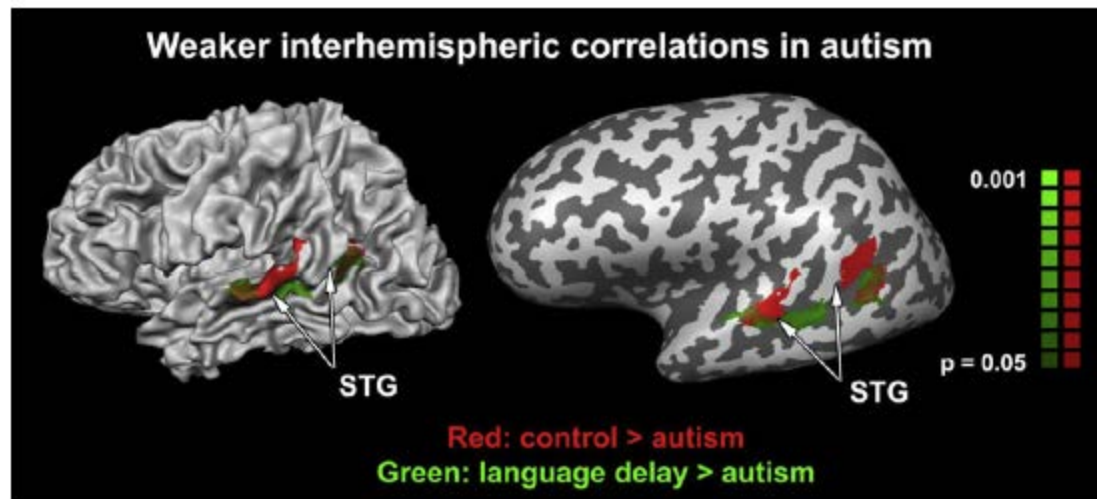 Weaker interhemispheric correlations in autism
0.001
p = 0.05
STG
STG
Red: control > autism
Green: language delay > autism